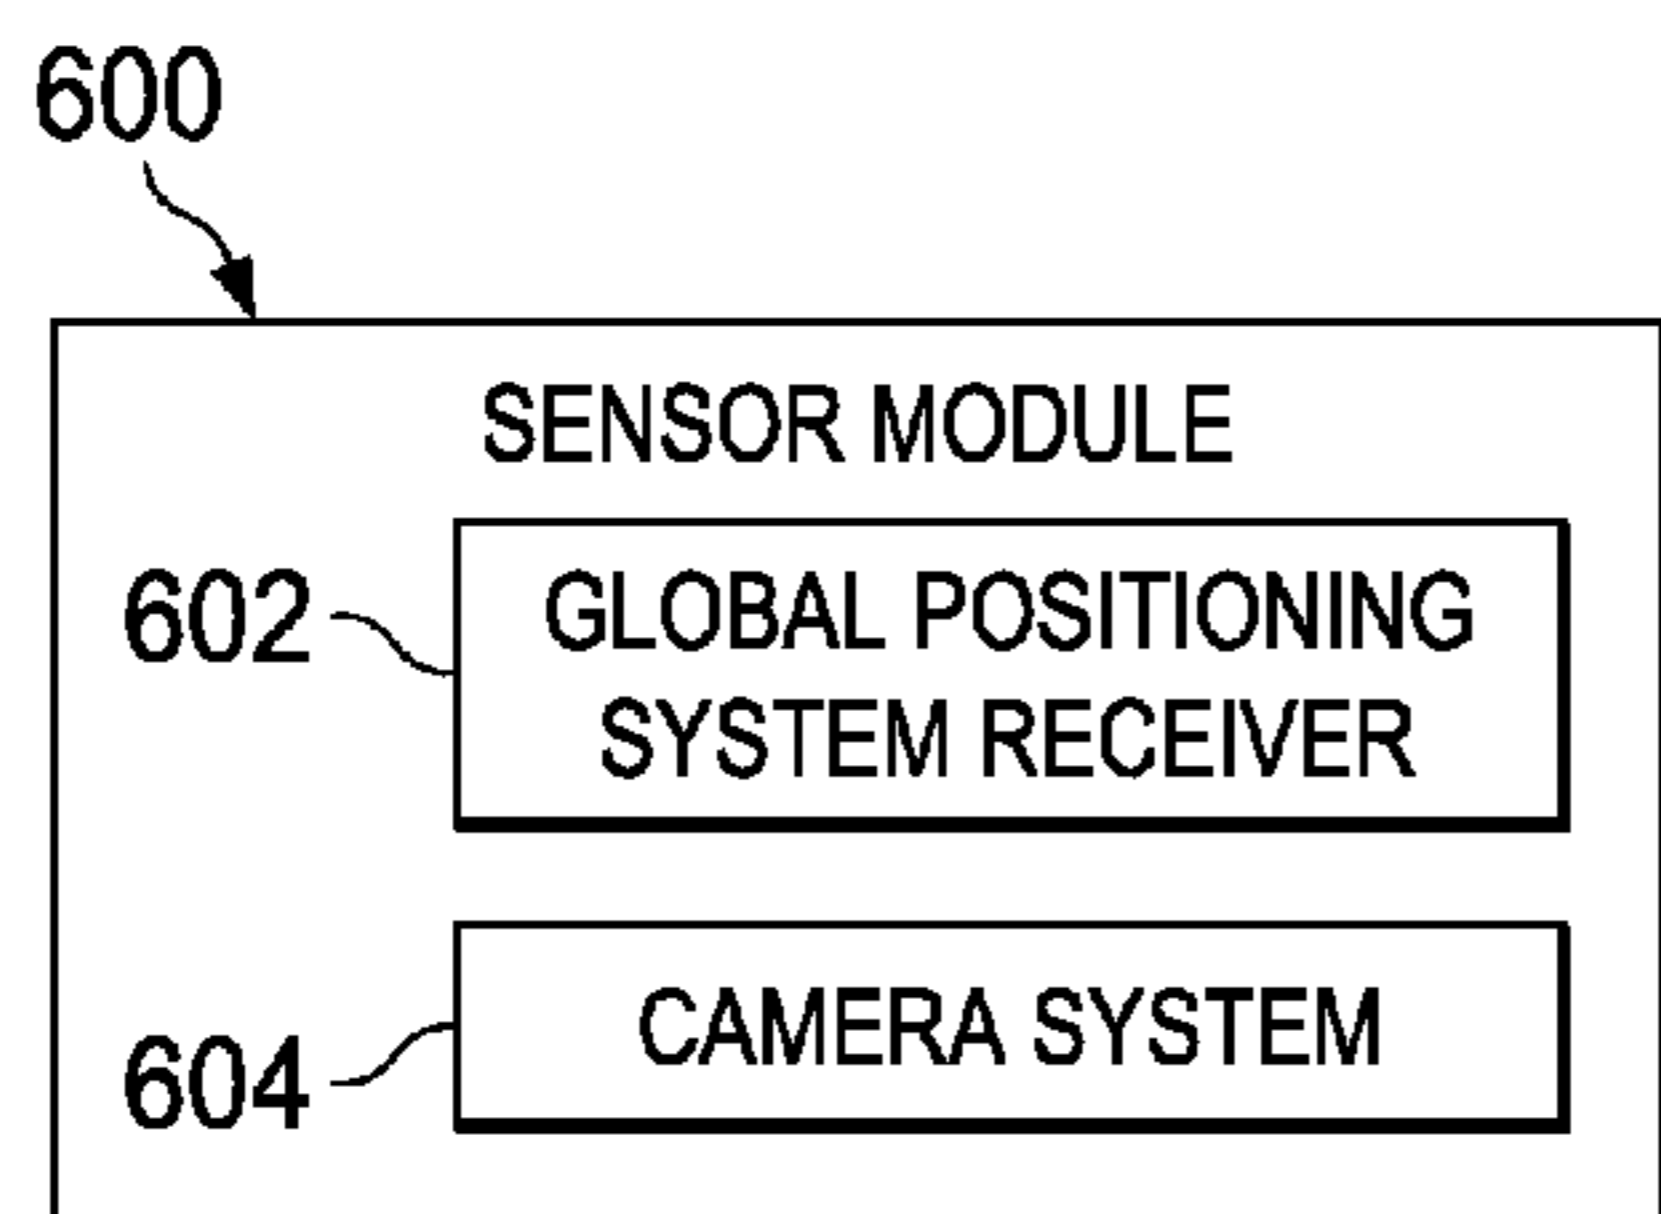 600
SENSOR MODULE
602
GLOBAL POSITIONING
SYSTEM RECEIVER
604
CAMERA SYSTEM